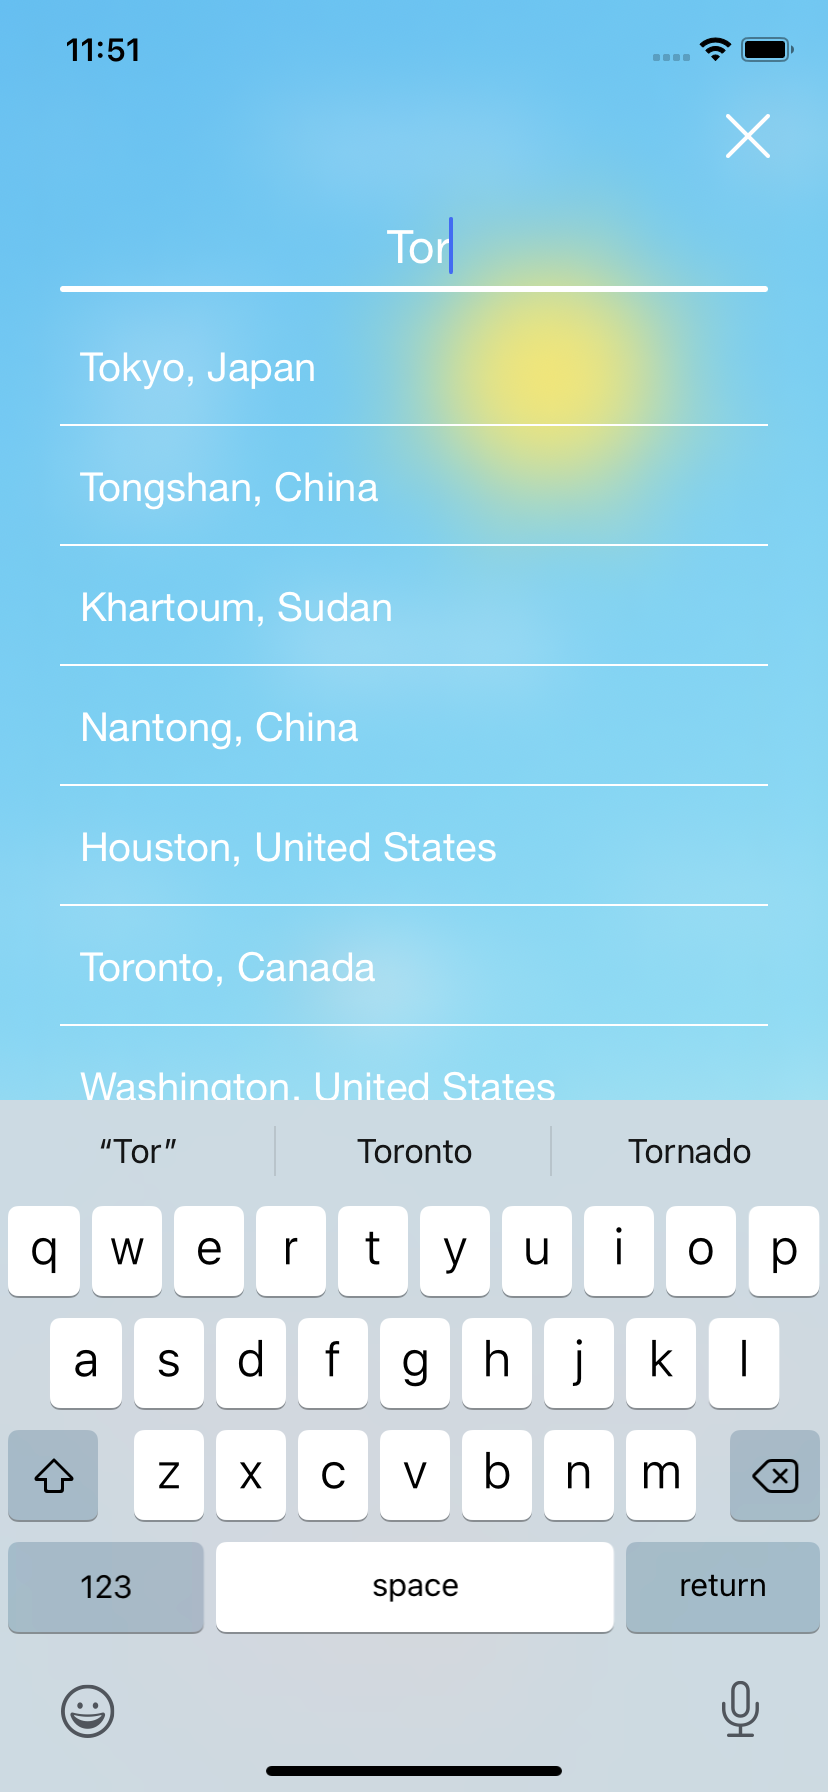 11:51
Tor
Tokyo, Japan
Tongshan, China
Khartoum, Sudan
Nantong, China
Houston, United States
Toronto, Canada
Washington, United States
“Tor” Toronto Tornado
q w e r t y u i o p
a s d f g h j k l
z x c v b n m
123 space return